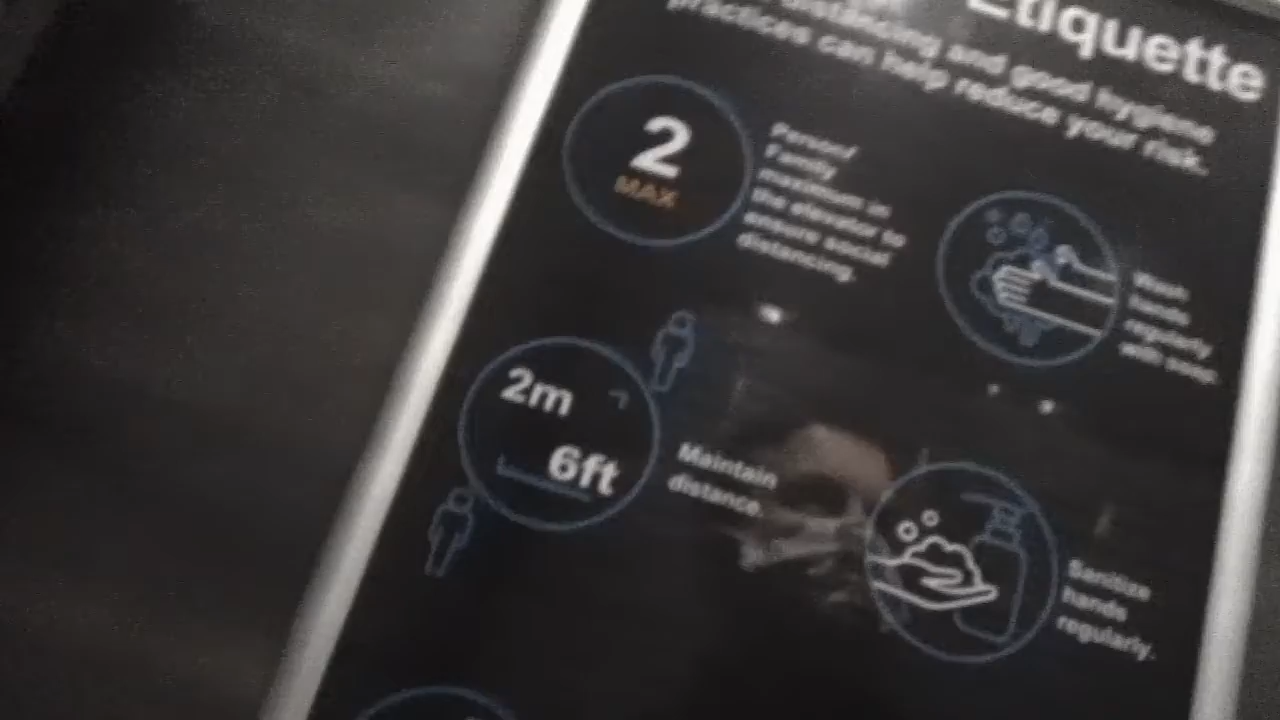 Etiquette
distancing and good hygiene
practices can help reduce your risk.
2
MAX
Person/
Family
maximum in
the elevator to
ensure social
distancing.
Wash
hands
regularly
with soap.
2m
6ft
Maintain
distance.
Sanitize
hands
regularly.